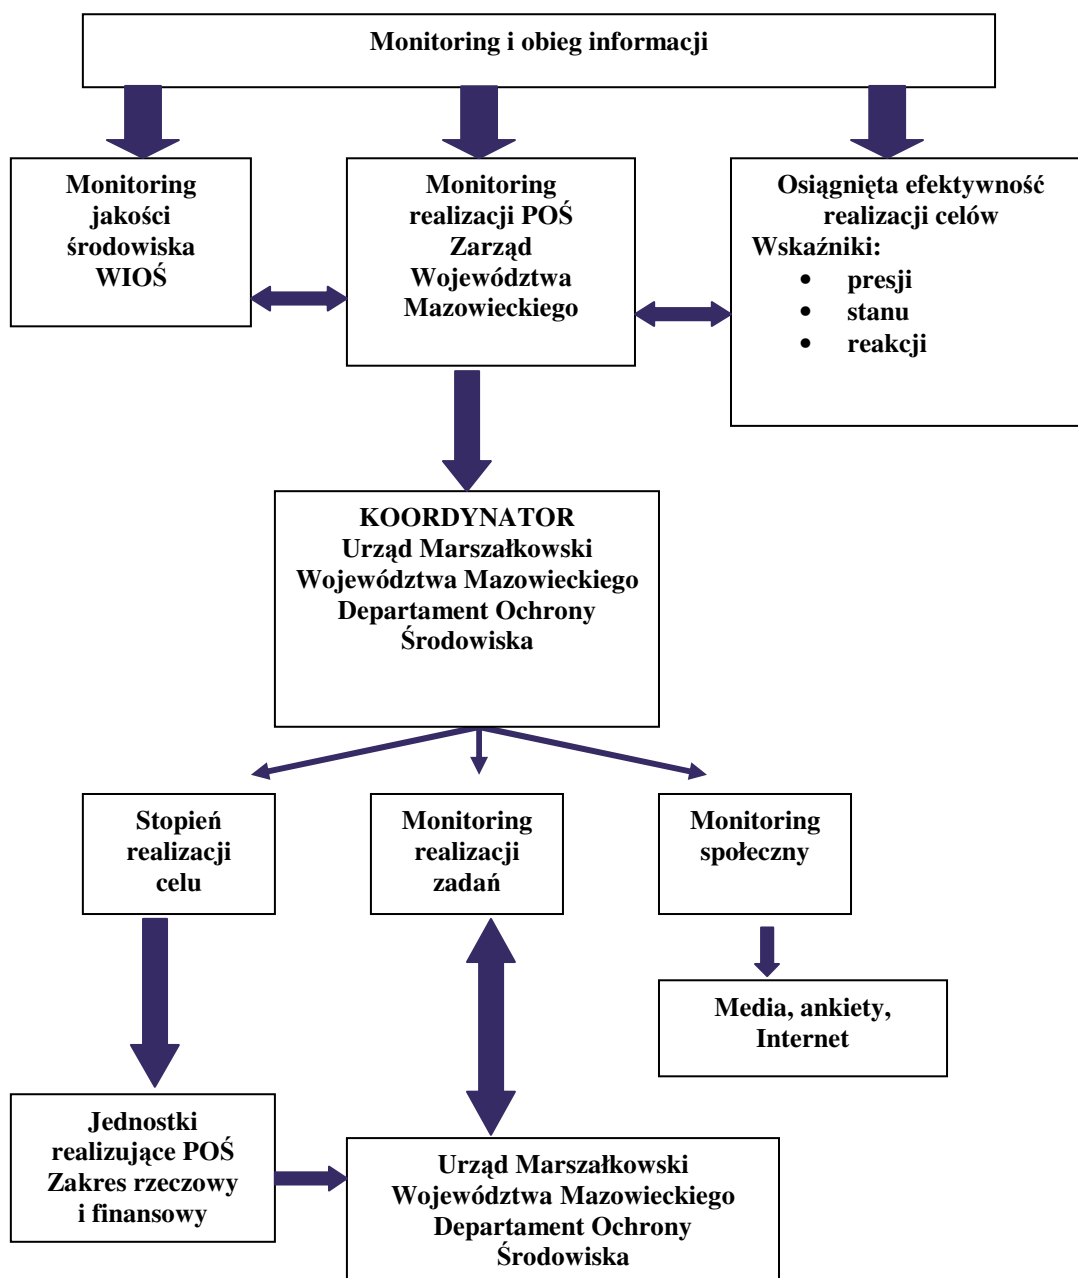 Monitoring i obieg informacji
Monitoring
jakości
środowiska
WIOŚ
Monitoring
realizacji POŚ
Zarząd
Województwa
Mazowieckiego
Osiągnięta efektywność
realizacji celów
Wskaźniki:
• presji
• stanu
• reakcji
KOORDYNATOR
Urząd Marszałkowski
Województwa Mazowieckiego
Departament Ochrony
Środowiska
Stopień
realizacji
celu
Monitoring
realizacji
zadań
Monitoring
społeczny
Media, ankiety,
Internet
Jednostki
realizujące POŚ
Zakres rzeczowy
i finansowy
Urząd Marszałkowski
Województwa Mazowieckiego
Departament Ochrony
Środowiska